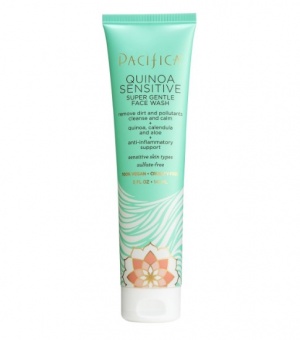 PACIFICA
QUINOA
SENSITIVE
SUPER GENTLE
FACE WASH
remove dirt and pollutants
cleanse and calm
•
quinoa, calendula
and aloe
•
anti-inflammatory
support
sensitive skin types
sulfate-free